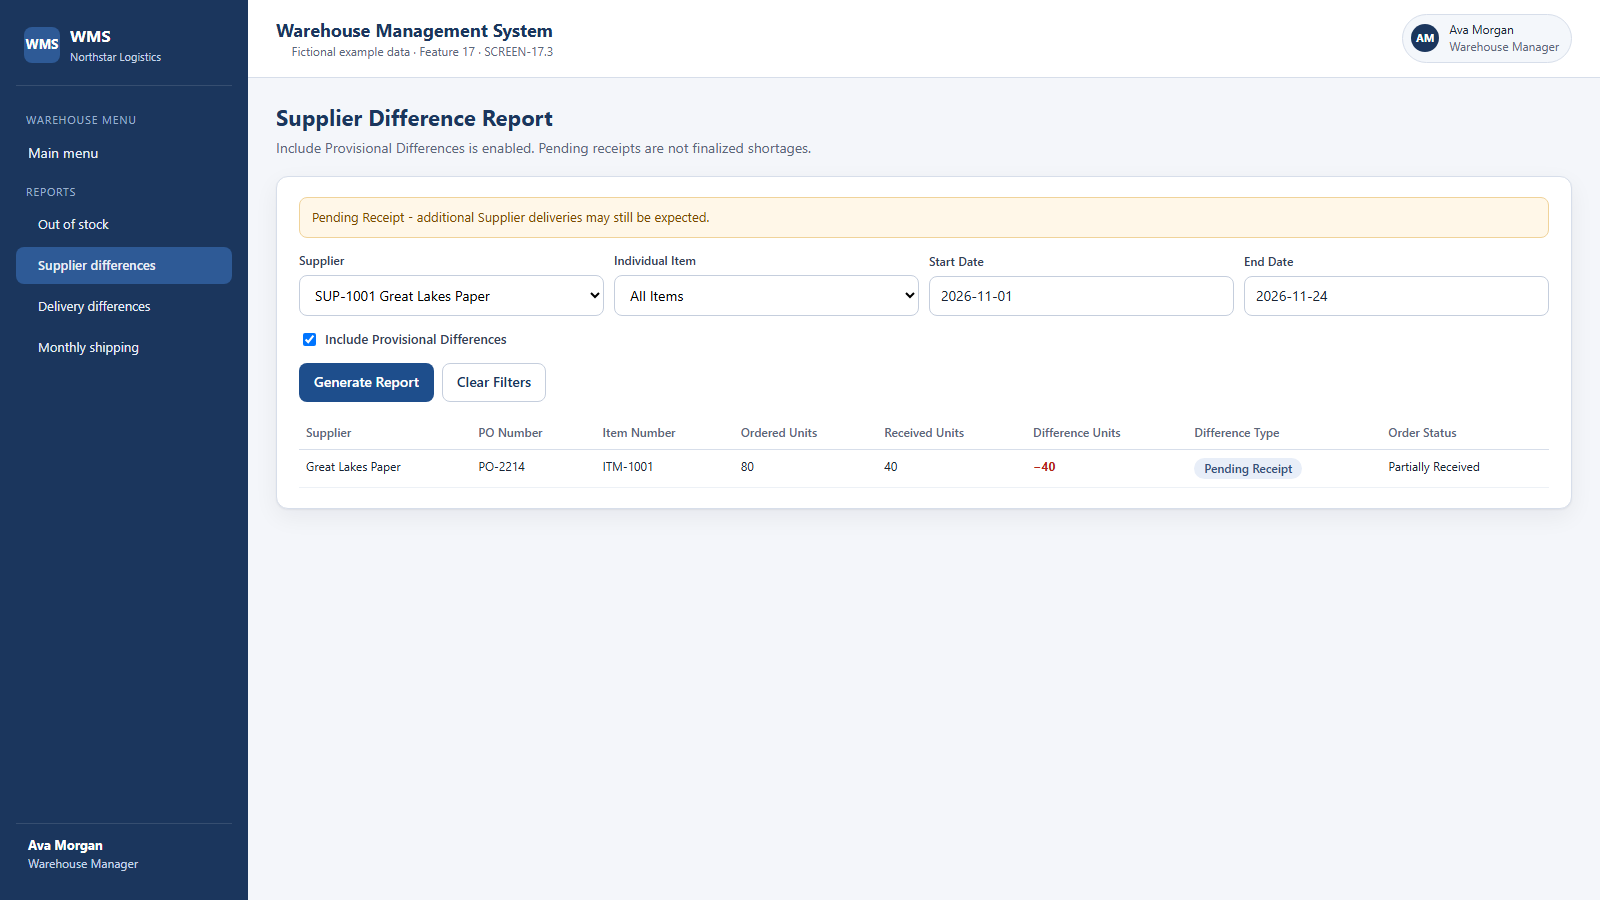 WMS
WMS
Northstar Logistics
WAREHOUSE MENU
Main menu
REPORTS
Out of stock
Supplier differences
Delivery differences
Monthly shipping
Ava Morgan
Warehouse Manager
Warehouse Management System
Fictional example data · Feature 17 · SCREEN-17.3
AM
Ava Morgan
Warehouse Manager
Supplier Difference Report
Include Provisional Differences is enabled. Pending receipts are not finalized shortages.
Pending Receipt - additional Supplier deliveries may still be expected.
Supplier Individual Item Start Date End Date
SUP-1001 Great Lakes Paper All Items 2026-11-01 2026-11-24
Include Provisional Differences
Generate Report Clear Filters
Supplier PO Number Item Number Ordered Units Received Units Difference Units Difference Type Order Status
Great Lakes Paper PO-2214 ITM-1001 80 40 −40 Pending Receipt Partially Received